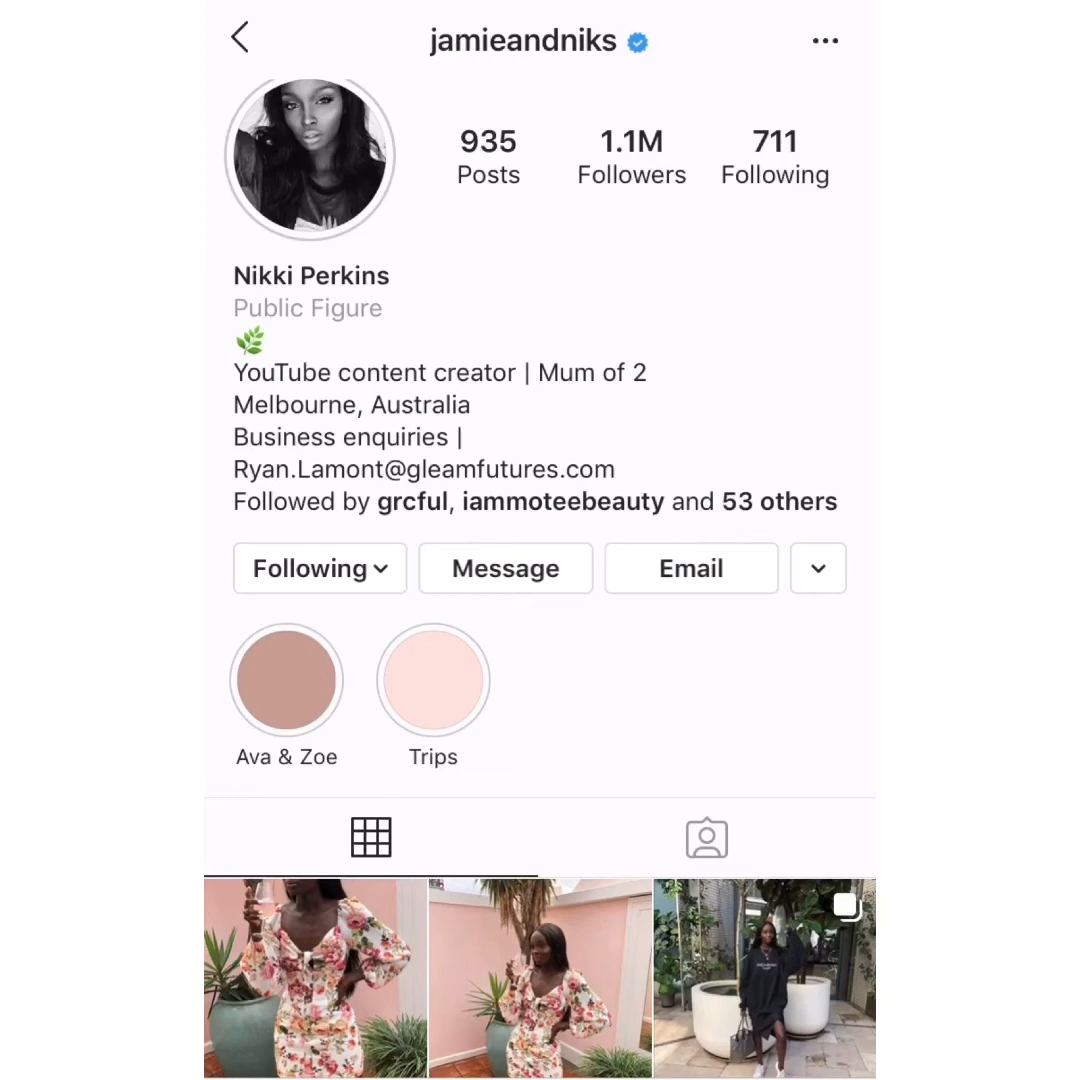 jamieandniks
935 1.1M 711
Posts Followers Following
Nikki Perkins
Public Figure
🌿
YouTube content creator | Mum of 2
Melbourne, Australia
Business enquiries |
Ryan.Lamont@gleamfutures.com
Followed by grcful, iammoteebeauty and 53 others
Following Message Email
Ava & Zoe Trips